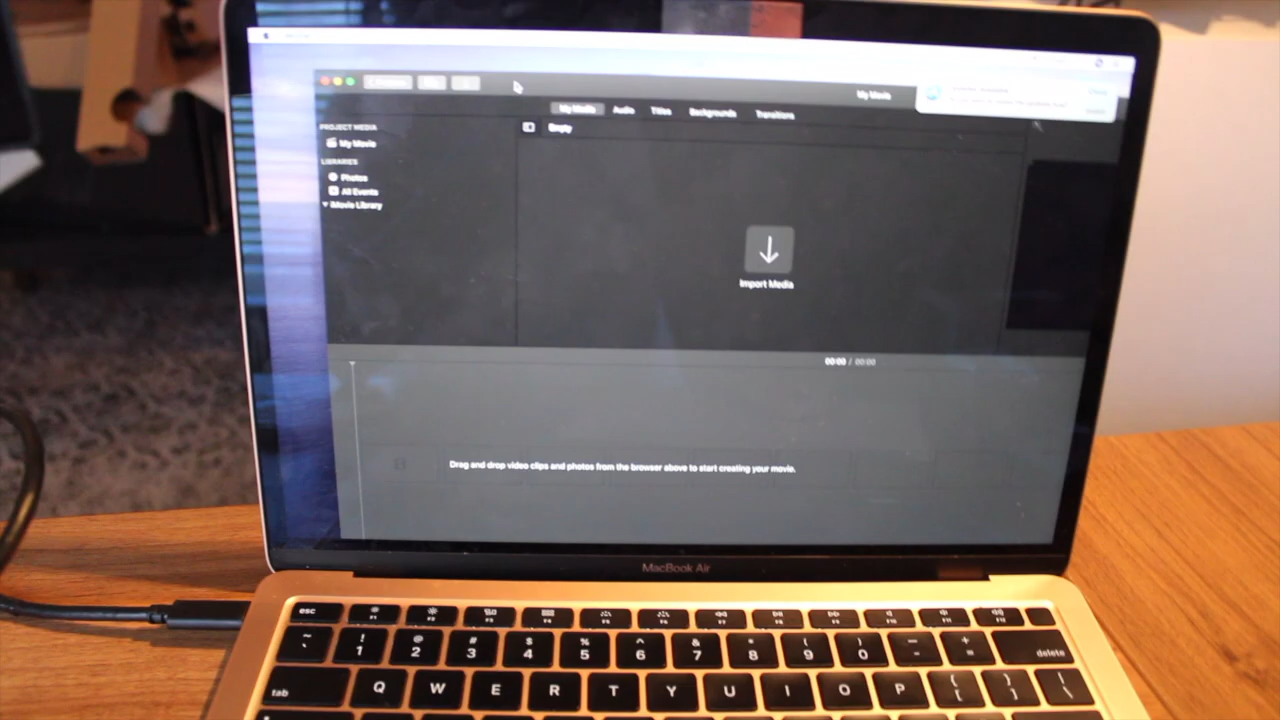 My Movie
My Media Audio Titles Backgrounds Transitions
PROJECT MEDIA
My Movie
LIBRARIES
Photos
All Events
iMovie Library
Empty
Import Media
00:00 / 00:00
Drag and drop video clips and photos from the browser above to start creating your movie.
MacBook Air
esc F1 F2 F3 F4 F5 F6 F7 F8 F9 F10 F11 F12
~ ! @ # $ % ^ & * ( ) — +
` 1 2 3 4 5 6 7 8 9 0 - = delete
tab Q W E R T Y U I O P { [ } ] | \